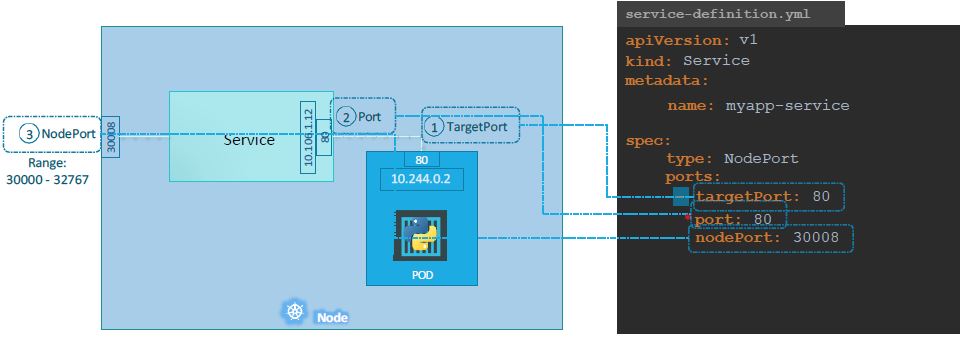 service-definition.yml
apiVersion: v1
kind: Service
metadata:
name: myapp-service
spec:
type: NodePort
ports:
targetPort: 80
port: 80
nodePort: 30008
3 NodePort
Range:
30000 - 32767
30008
Service
10.106.1.12
80
2 Port
1 TargetPort
80
10.244.0.2
POD
Node